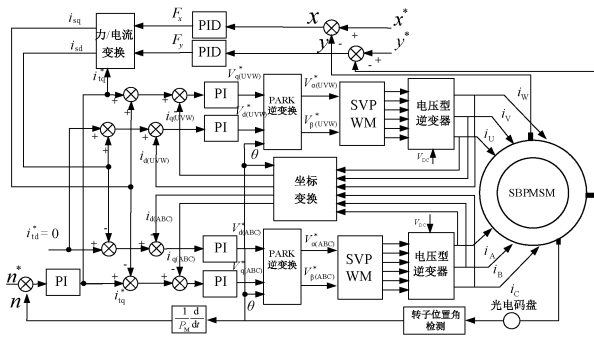 i_sq
i_sd
力/电流
变换
F_x
PID
F_y
PID
x
x*
y
y*
+
-
-
+
i*_tq
V*_q(UVW)
V*_d(UVW)
PI
PI
i_q(UVW)
i_d(UVW)
PARK
逆变换
θ
V*_α(UVW)
V*_β(UVW)
SVP
WM
电压型
逆变器
V_DC
i_W
i_V
i_U
SBPMSM
坐标
变换
i*_td = 0
i_d(ABC)
i_q(ABC)
V*_d(ABC)
V*_q(ABC)
PI
PI
PARK
逆变换
θ
V*_α(ABC)
V*_β(ABC)
SVP
WM
电压型
逆变器
V_DC
i_A
i_B
i_C
n*
n
PI
i*_tq
1/P_M d/dt
转子位置角
检测
光电码盘